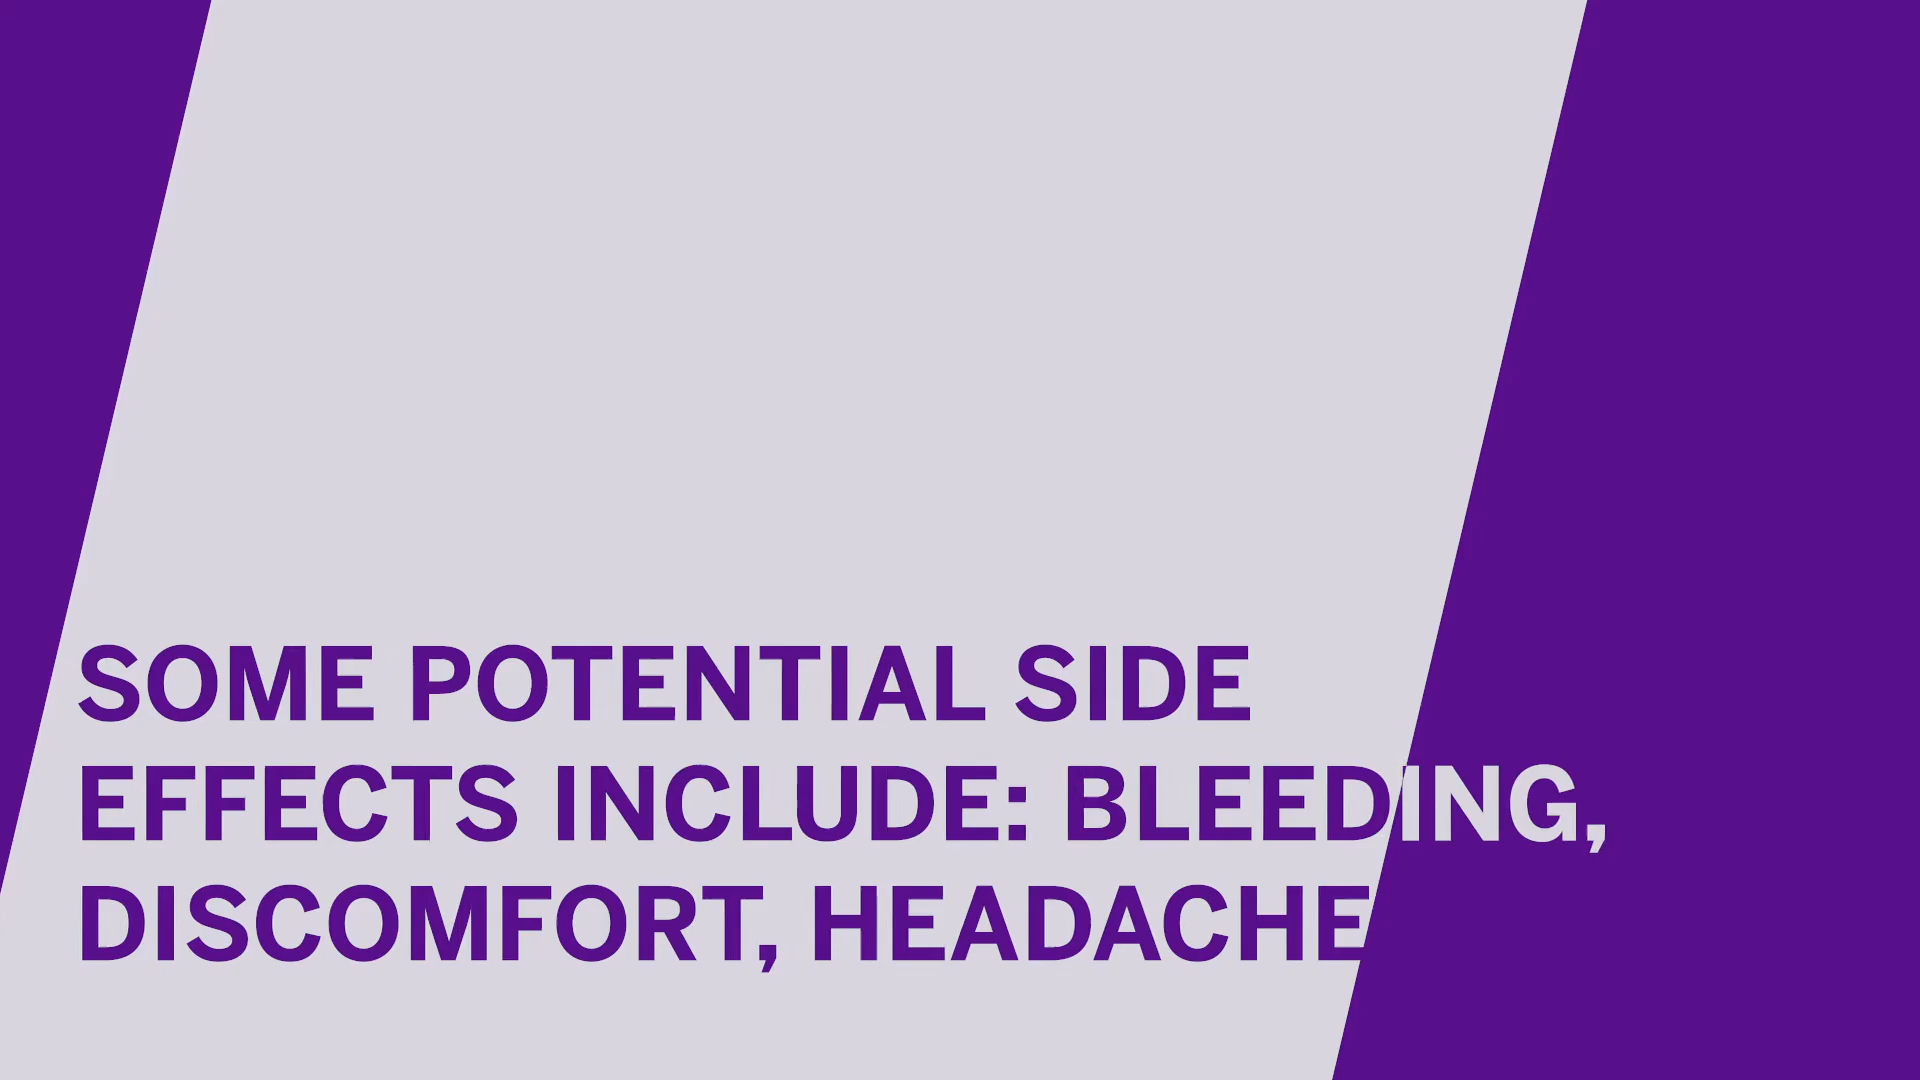 SOME POTENTIAL SIDE
EFFECTS INCLUDE: BLEEDING,
DISCOMFORT, HEADACHE